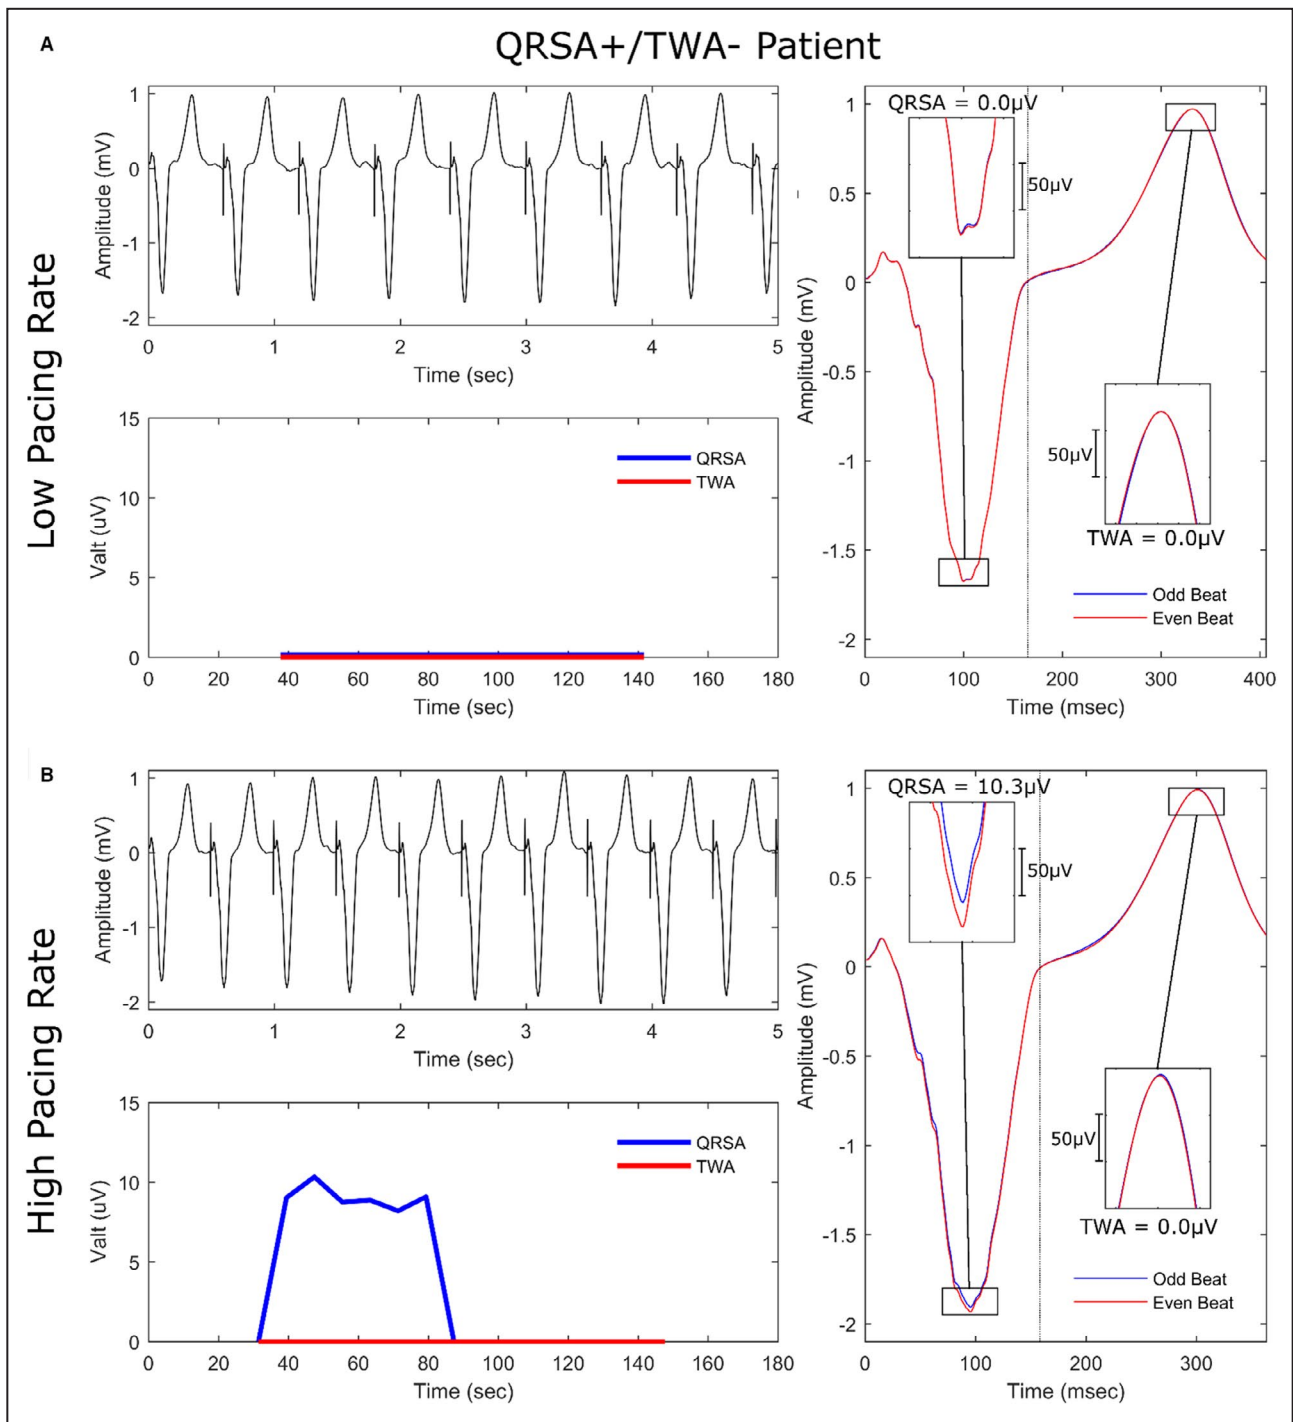 A
QRSA+/TWA- Patient
Low Pacing Rate
1
0
-1
-2
Amplitude (mV)
0 1 2 3 4 5
Time (sec)
15
10
5
0
Valt (uV)
QRSA
TWA
0 20 40 60 80 100 120 140 160 180
Time (sec)
QRSA = 0.0µV
50µV
1
0.5
0
-0.5
-1
-1.5
-2
Amplitude (mV)
50µV
TWA = 0.0µV
Odd Beat
Even Beat
0 100 200 300 400
Time (msec)
B
High Pacing Rate
1
0
-1
-2
Amplitude (mV)
0 1 2 3 4 5
Time (sec)
15
10
5
0
Valt (uV)
QRSA
TWA
0 20 40 60 80 100 120 140 160 180
Time (sec)
QRSA = 10.3µV
50µV
1
0.5
0
-0.5
-1
-1.5
-2
Amplitude (mV)
50µV
TWA = 0.0µV
Odd Beat
Even Beat
0 100 200 300
Time (msec)